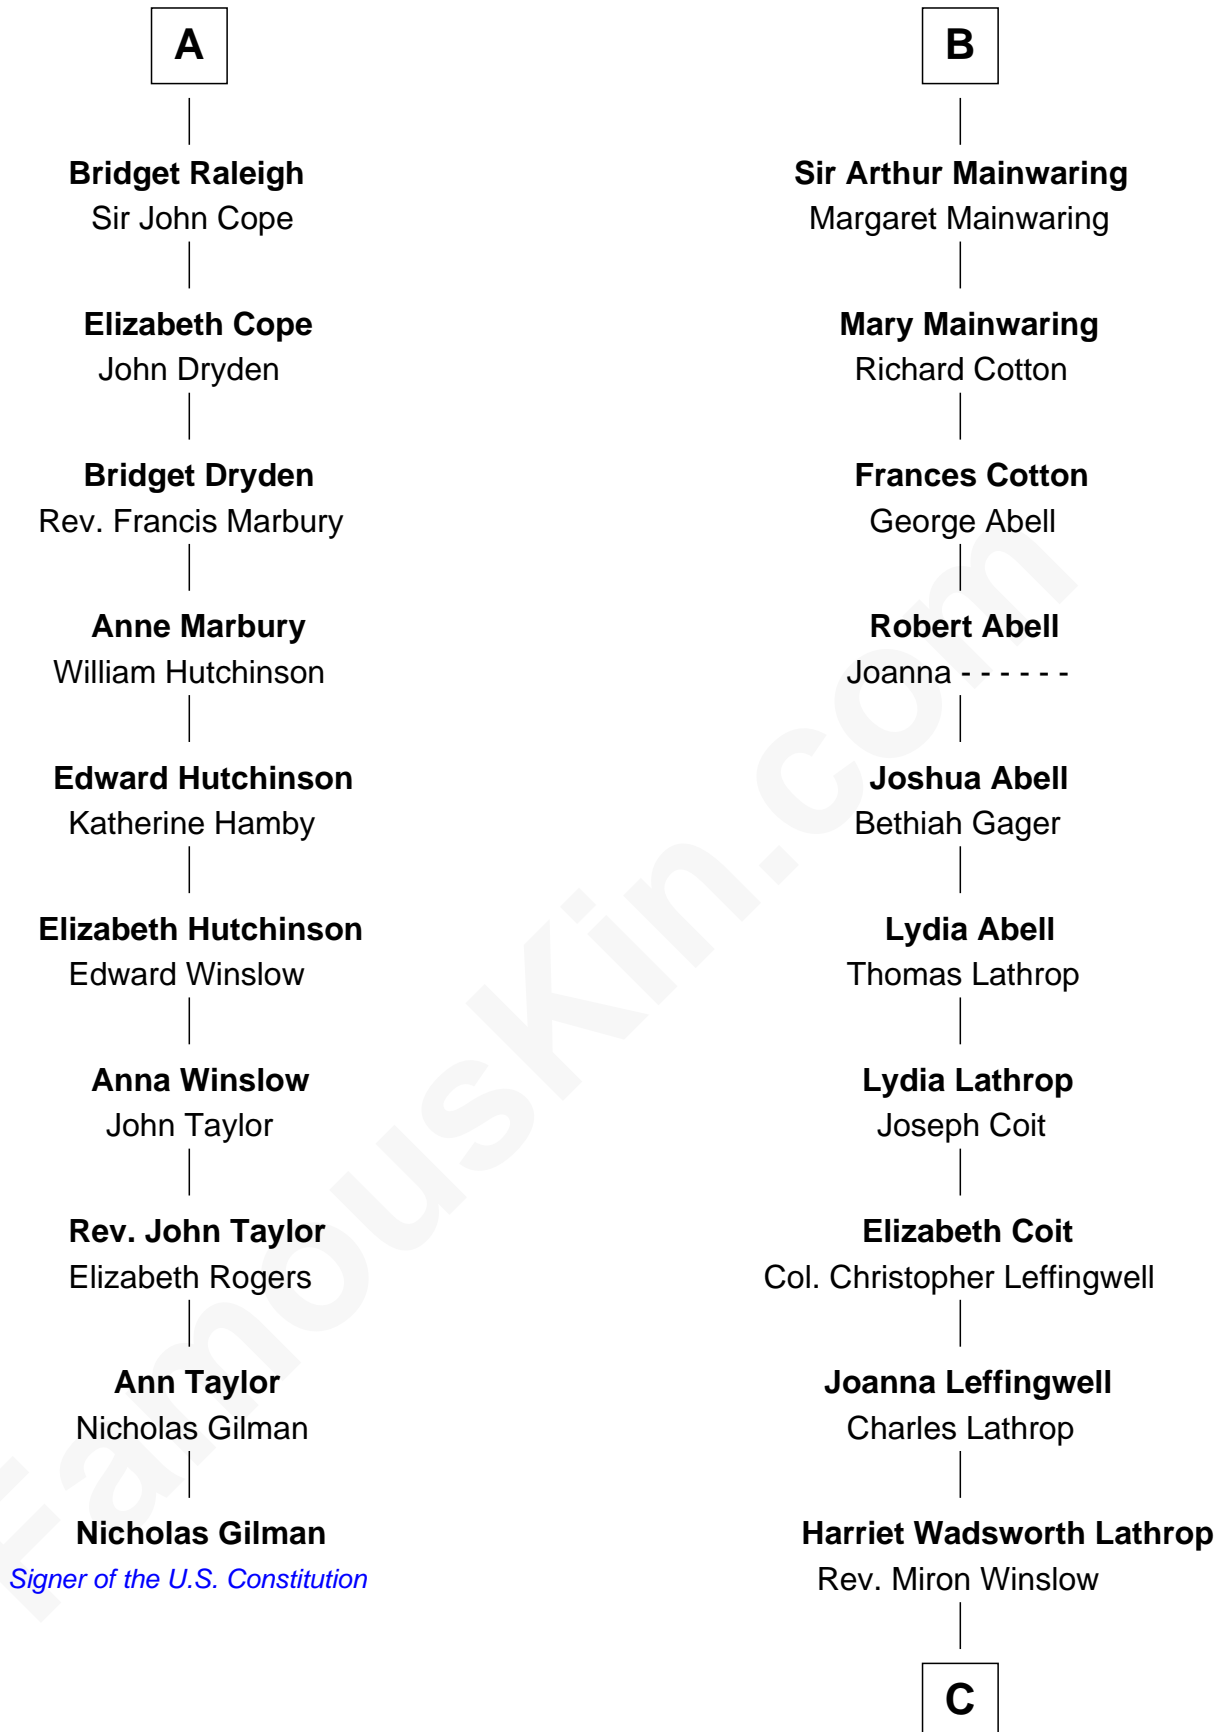 A
Bridget Raleigh
Sir John Cope
Elizabeth Cope
John Dryden
Bridget Dryden
Rev. Francis Marbury
Anne Marbury
William Hutchinson
Edward Hutchinson
Katherine Hamby
Elizabeth Hutchinson
Edward Winslow
Anna Winslow
John Taylor
Rev. John Taylor
Elizabeth Rogers
Ann Taylor
Nicholas Gilman
Nicholas Gilman
Signer of the U.S. Constitution
B
Sir Arthur Mainwaring
Margaret Mainwaring
Mary Mainwaring
Richard Cotton
Frances Cotton
George Abell
Robert Abell
Joanna - - - - - -
Joshua Abell
Bethiah Gager
Lydia Abell
Thomas Lathrop
Lydia Lathrop
Joseph Coit
Elizabeth Coit
Col. Christopher Leffingwell
Joanna Leffingwell
Charles Lathrop
Harriet Wadsworth Lathrop
Rev. Miron Winslow
C
FamousKin.com